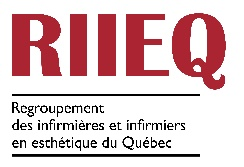 RIIEQ
Regroupement
des infirmières et infirmiers
en esthétique du Québec